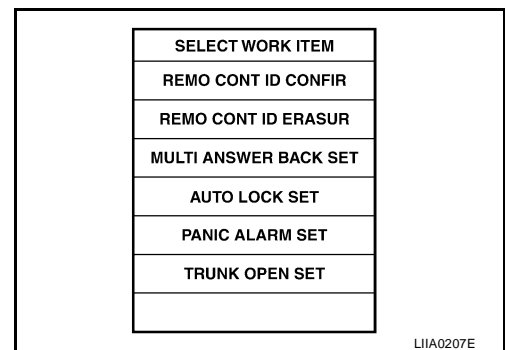 SELECT WORK ITEM
REMO CONT ID CONFIR
REMO CONT ID ERASUR
MULTI ANSWER BACK SET
AUTO LOCK SET
PANIC ALARM SET
TRUNK OPEN SET
LIIA0207E